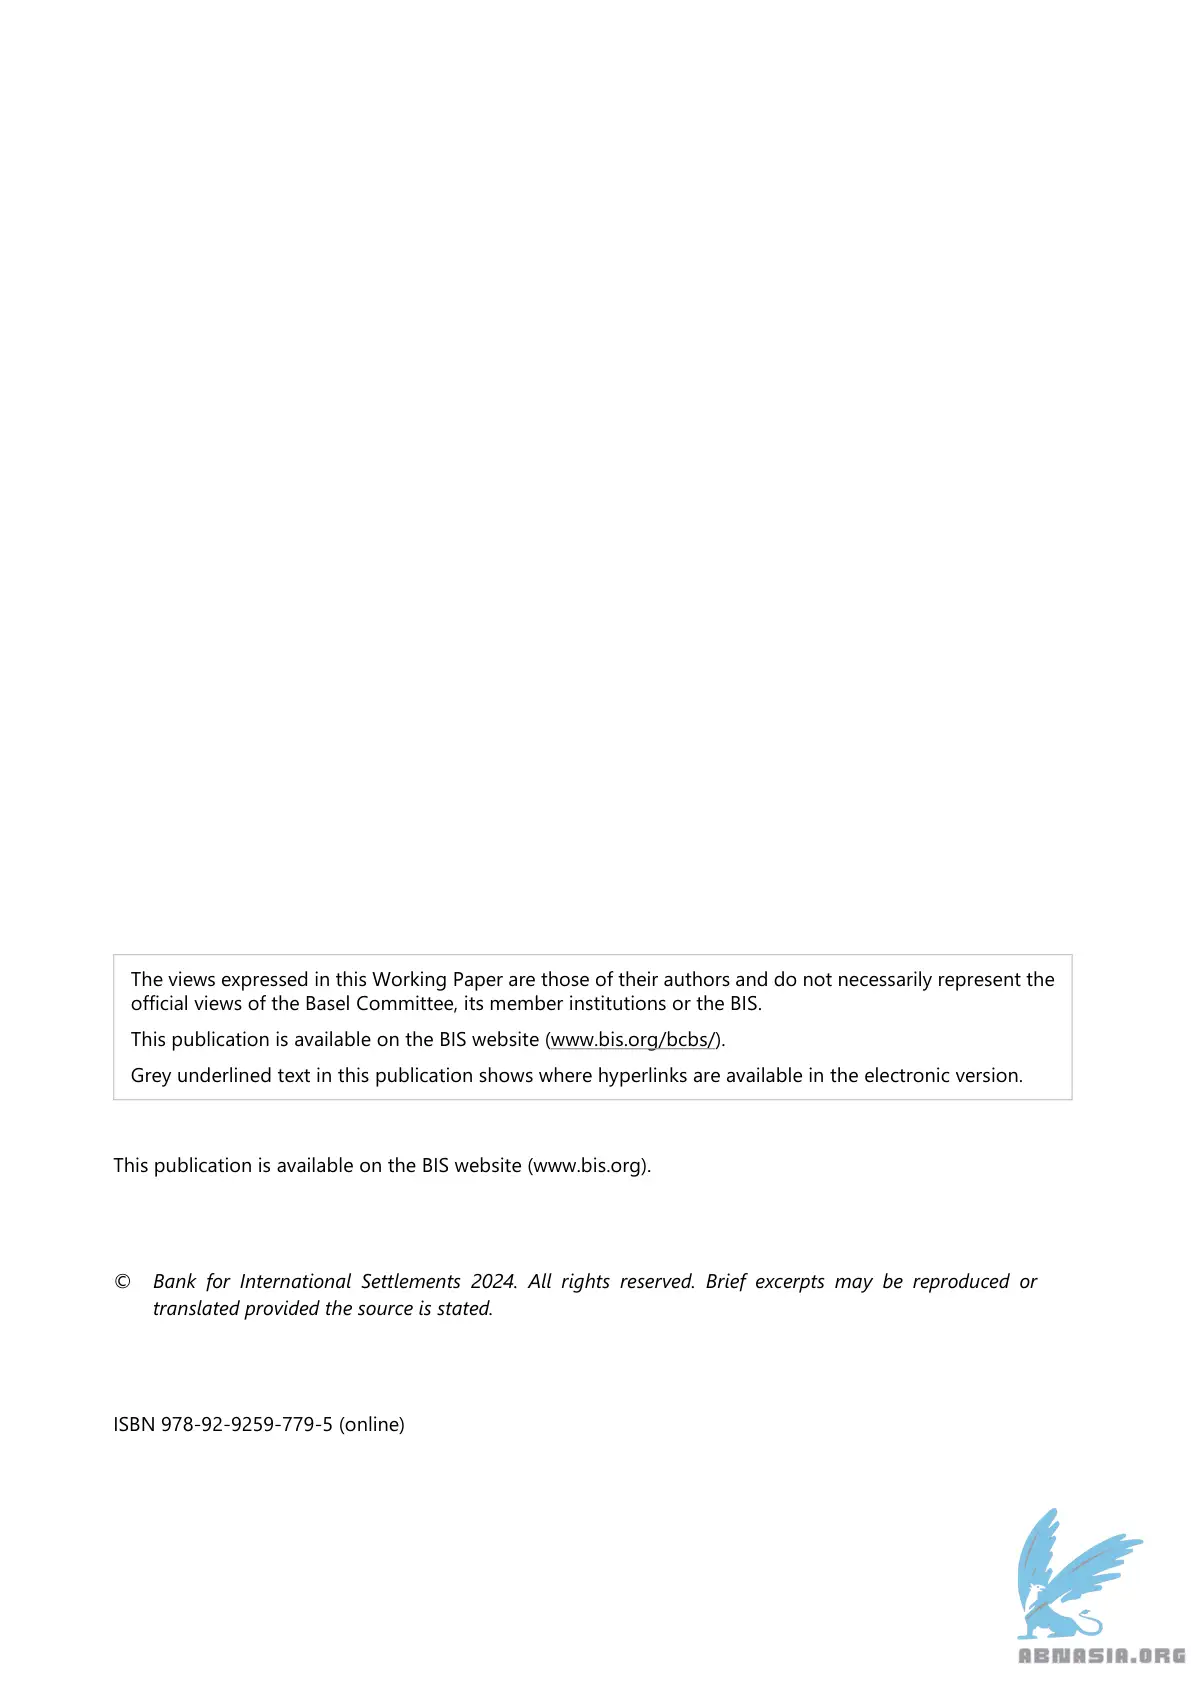 The views expressed in this Working Paper are those of their authors and do not necessarily represent the
official views of the Basel Committee, its member institutions or the BIS.
This publication is available on the BIS website (www.bis.org/bcbs/).
Grey underlined text in this publication shows where hyperlinks are available in the electronic version.
This publication is available on the BIS website (www.bis.org).
© Bank for International Settlements 2024. All rights reserved. Brief excerpts may be reproduced or
translated provided the source is stated.
ISBN 978-92-9259-779-5 (online)
ABNASIA.ORG